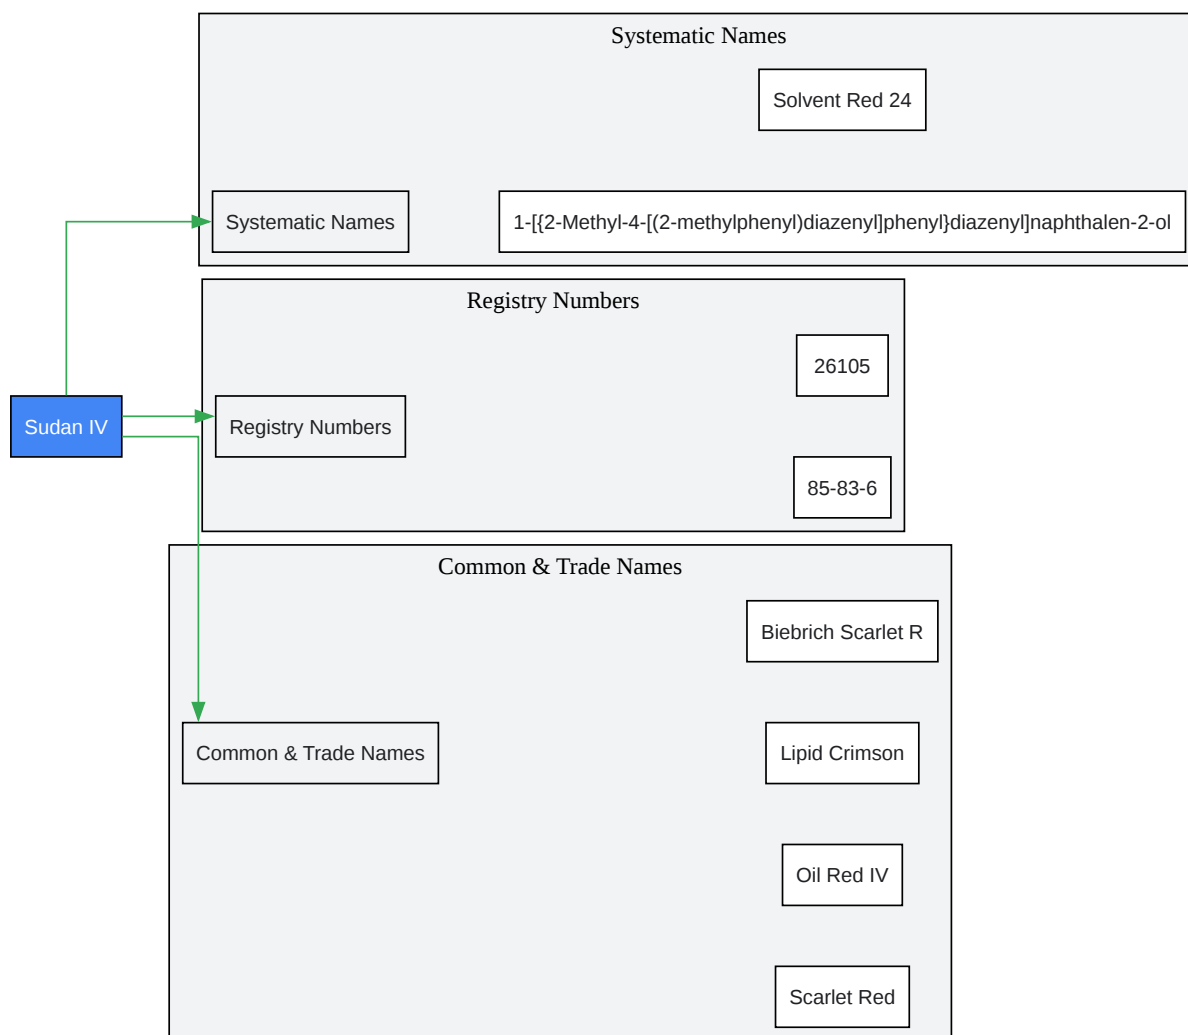 Systematic Names
Solvent Red 24
Systematic Names
1-[{2-Methyl-4-[(2-methylphenyl)diazenyl]phenyl}diazenyl]naphthalen-2-ol
Registry Numbers
26105
Sudan IV
Registry Numbers
85-83-6
Common & Trade Names
Biebrich Scarlet R
Common & Trade Names
Lipid Crimson
Oil Red IV
Scarlet Red